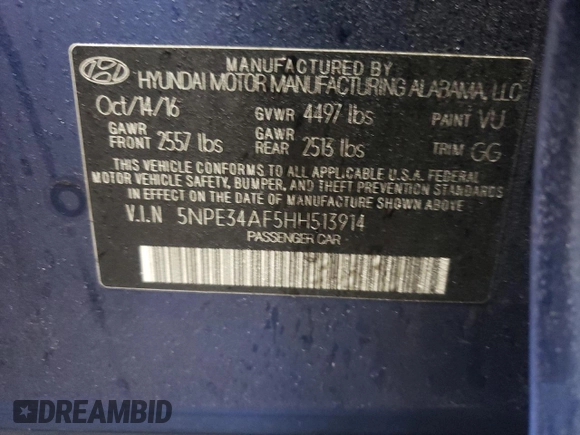 MANUFACTURED BY
HYUNDAI MOTOR MANUFACTURING ALABAMA, LLC
Oct/14/16 GVWR 4497 lbs PAINT VU
GAWR FRONT 2557 lbs GAWR REAR 2513 lbs TRIM GG
THIS VEHICLE CONFORMS TO ALL APPLICABLE U.S.A. FEDERAL
MOTOR VEHICLE SAFETY, BUMPER, AND THEFT PREVENTION STANDARDS
IN EFFECT ON THE DATE OF MANUFACTURE SHOWN ABOVE.
V.I.N 5NPE34AF5HH513914
PASSENGER CAR
DREAMBID